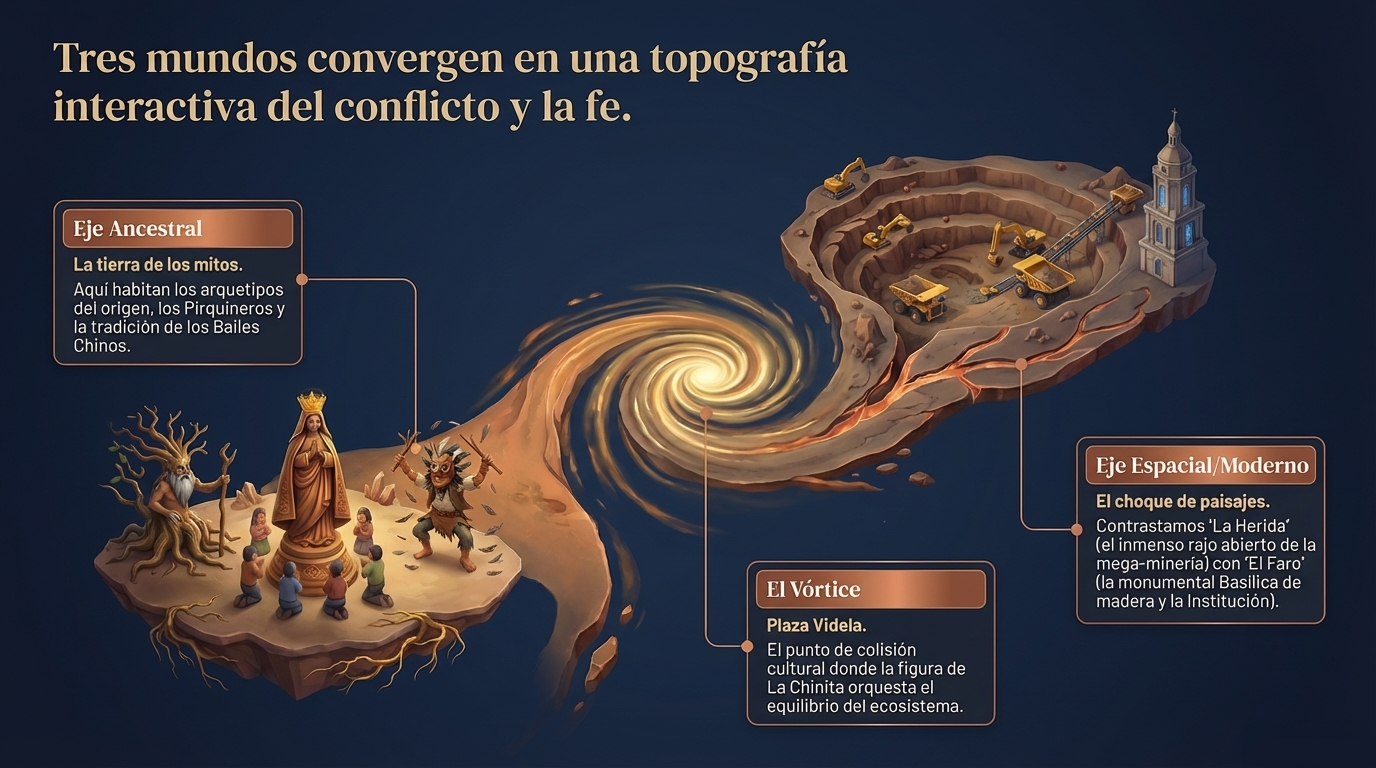 Tres mundos convergen en una topografía
interactiva del conflicto y la fe.
Eje Ancestral
La tierra de los mitos.
Aquí habitan los arquetipos
del origen, los Pirquineros y
la tradición de los Bailes
Chinos.
El Vórtice
Plaza Videla.
El punto de colisión
cultural donde la figura de
La Chinita orquesta el
equilibrio del ecosistema.
Eje Espacial/Moderno
El choque de paisajes.
Contrastamos 'La Herida'
(el inmenso rajo abierto de la
mega-minería) con 'El Faro'
(la monumental Basilica de
madera y la Institución).